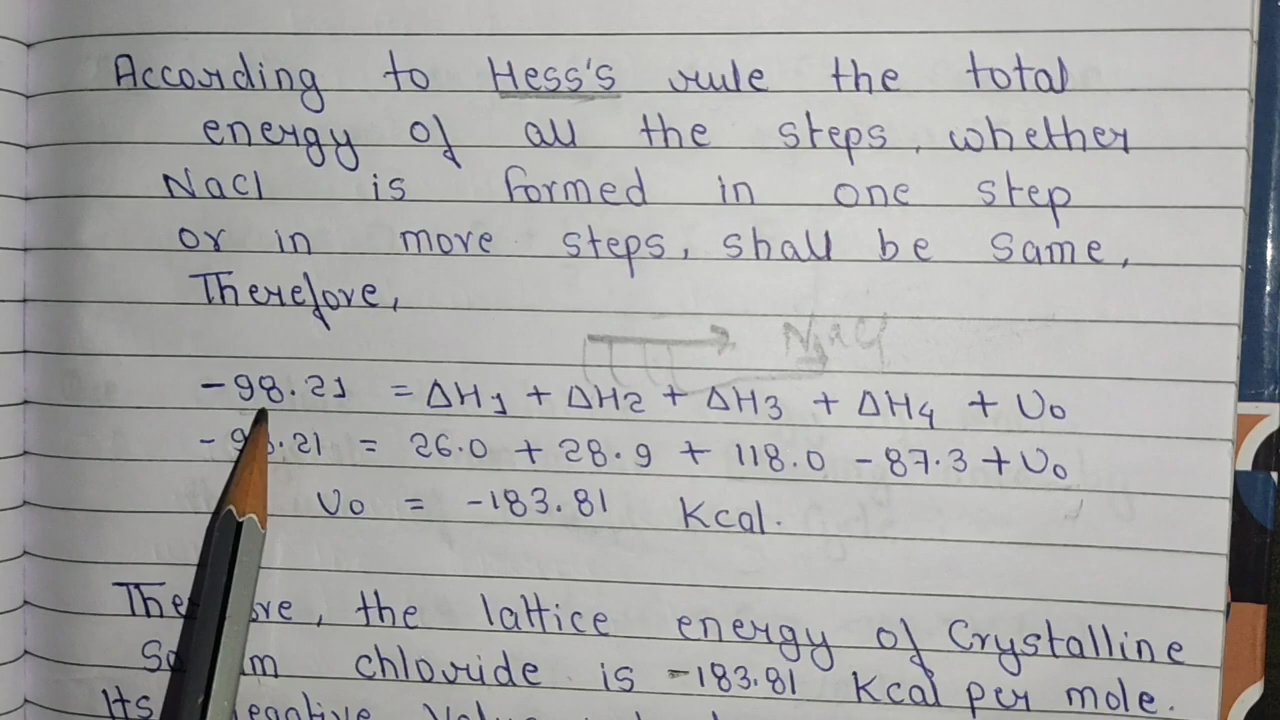 According to Hess's rule the total
energy of all the steps, whether
NaCl is formed in one step
or in more steps, shall be same,
Therefore,
NaCl
-98.21 = ΔH1 + ΔH2 + ΔH3 + ΔH4 + U0
.21 = 26.0 + 28.9 + 118.0 - 87.3 + U0
U0 = -183.81 Kcal.
the lattice energy of Crystalline
chloride is -183.81 Kcal per mole.
Its